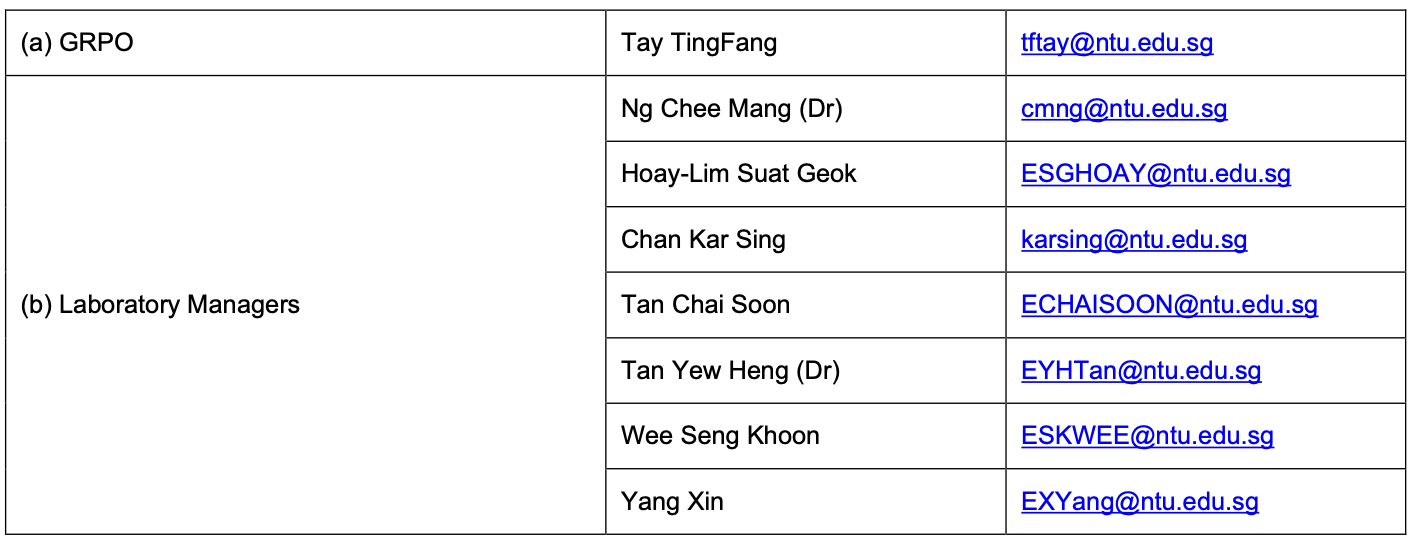 (a) GRPO Tay TingFang tftay@ntu.edu.sg
Ng Chee Mang (Dr) cmng@ntu.edu.sg
Hoay-Lim Suat Geok ESGHOAY@ntu.edu.sg
Chan Kar Sing karsing@ntu.edu.sg
(b) Laboratory Managers Tan Chai Soon ECHAISOON@ntu.edu.sg
Tan Yew Heng (Dr) EYHTan@ntu.edu.sg
Wee Seng Khoon ESKWEE@ntu.edu.sg
Yang Xin EXYang@ntu.edu.sg